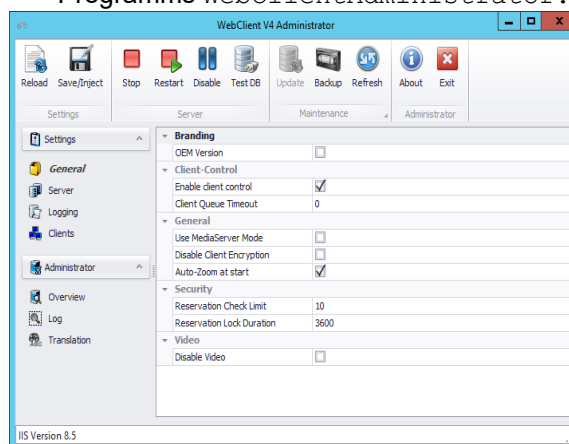 Programms WebClientAdministrator.
WebClient V4 Administrator
Reload Save/Inject Stop Restart Disable Test DB Update Backup Refresh About Exit
Settings Server Maintenance Administrator
Settings
General
Server
Logging
Clients
Administrator
Overview
Log
Translation
Branding
OEM Version
Client-Control
Enable client control
Client Queue Timeout 0
General
Use MediaServer Mode
Disable Client Encryption
Auto-Zoom at start
Security
Reservation Check Limit 10
Reservation Lock Duration 3600
Video
Disable Video
IIS Version 8.5